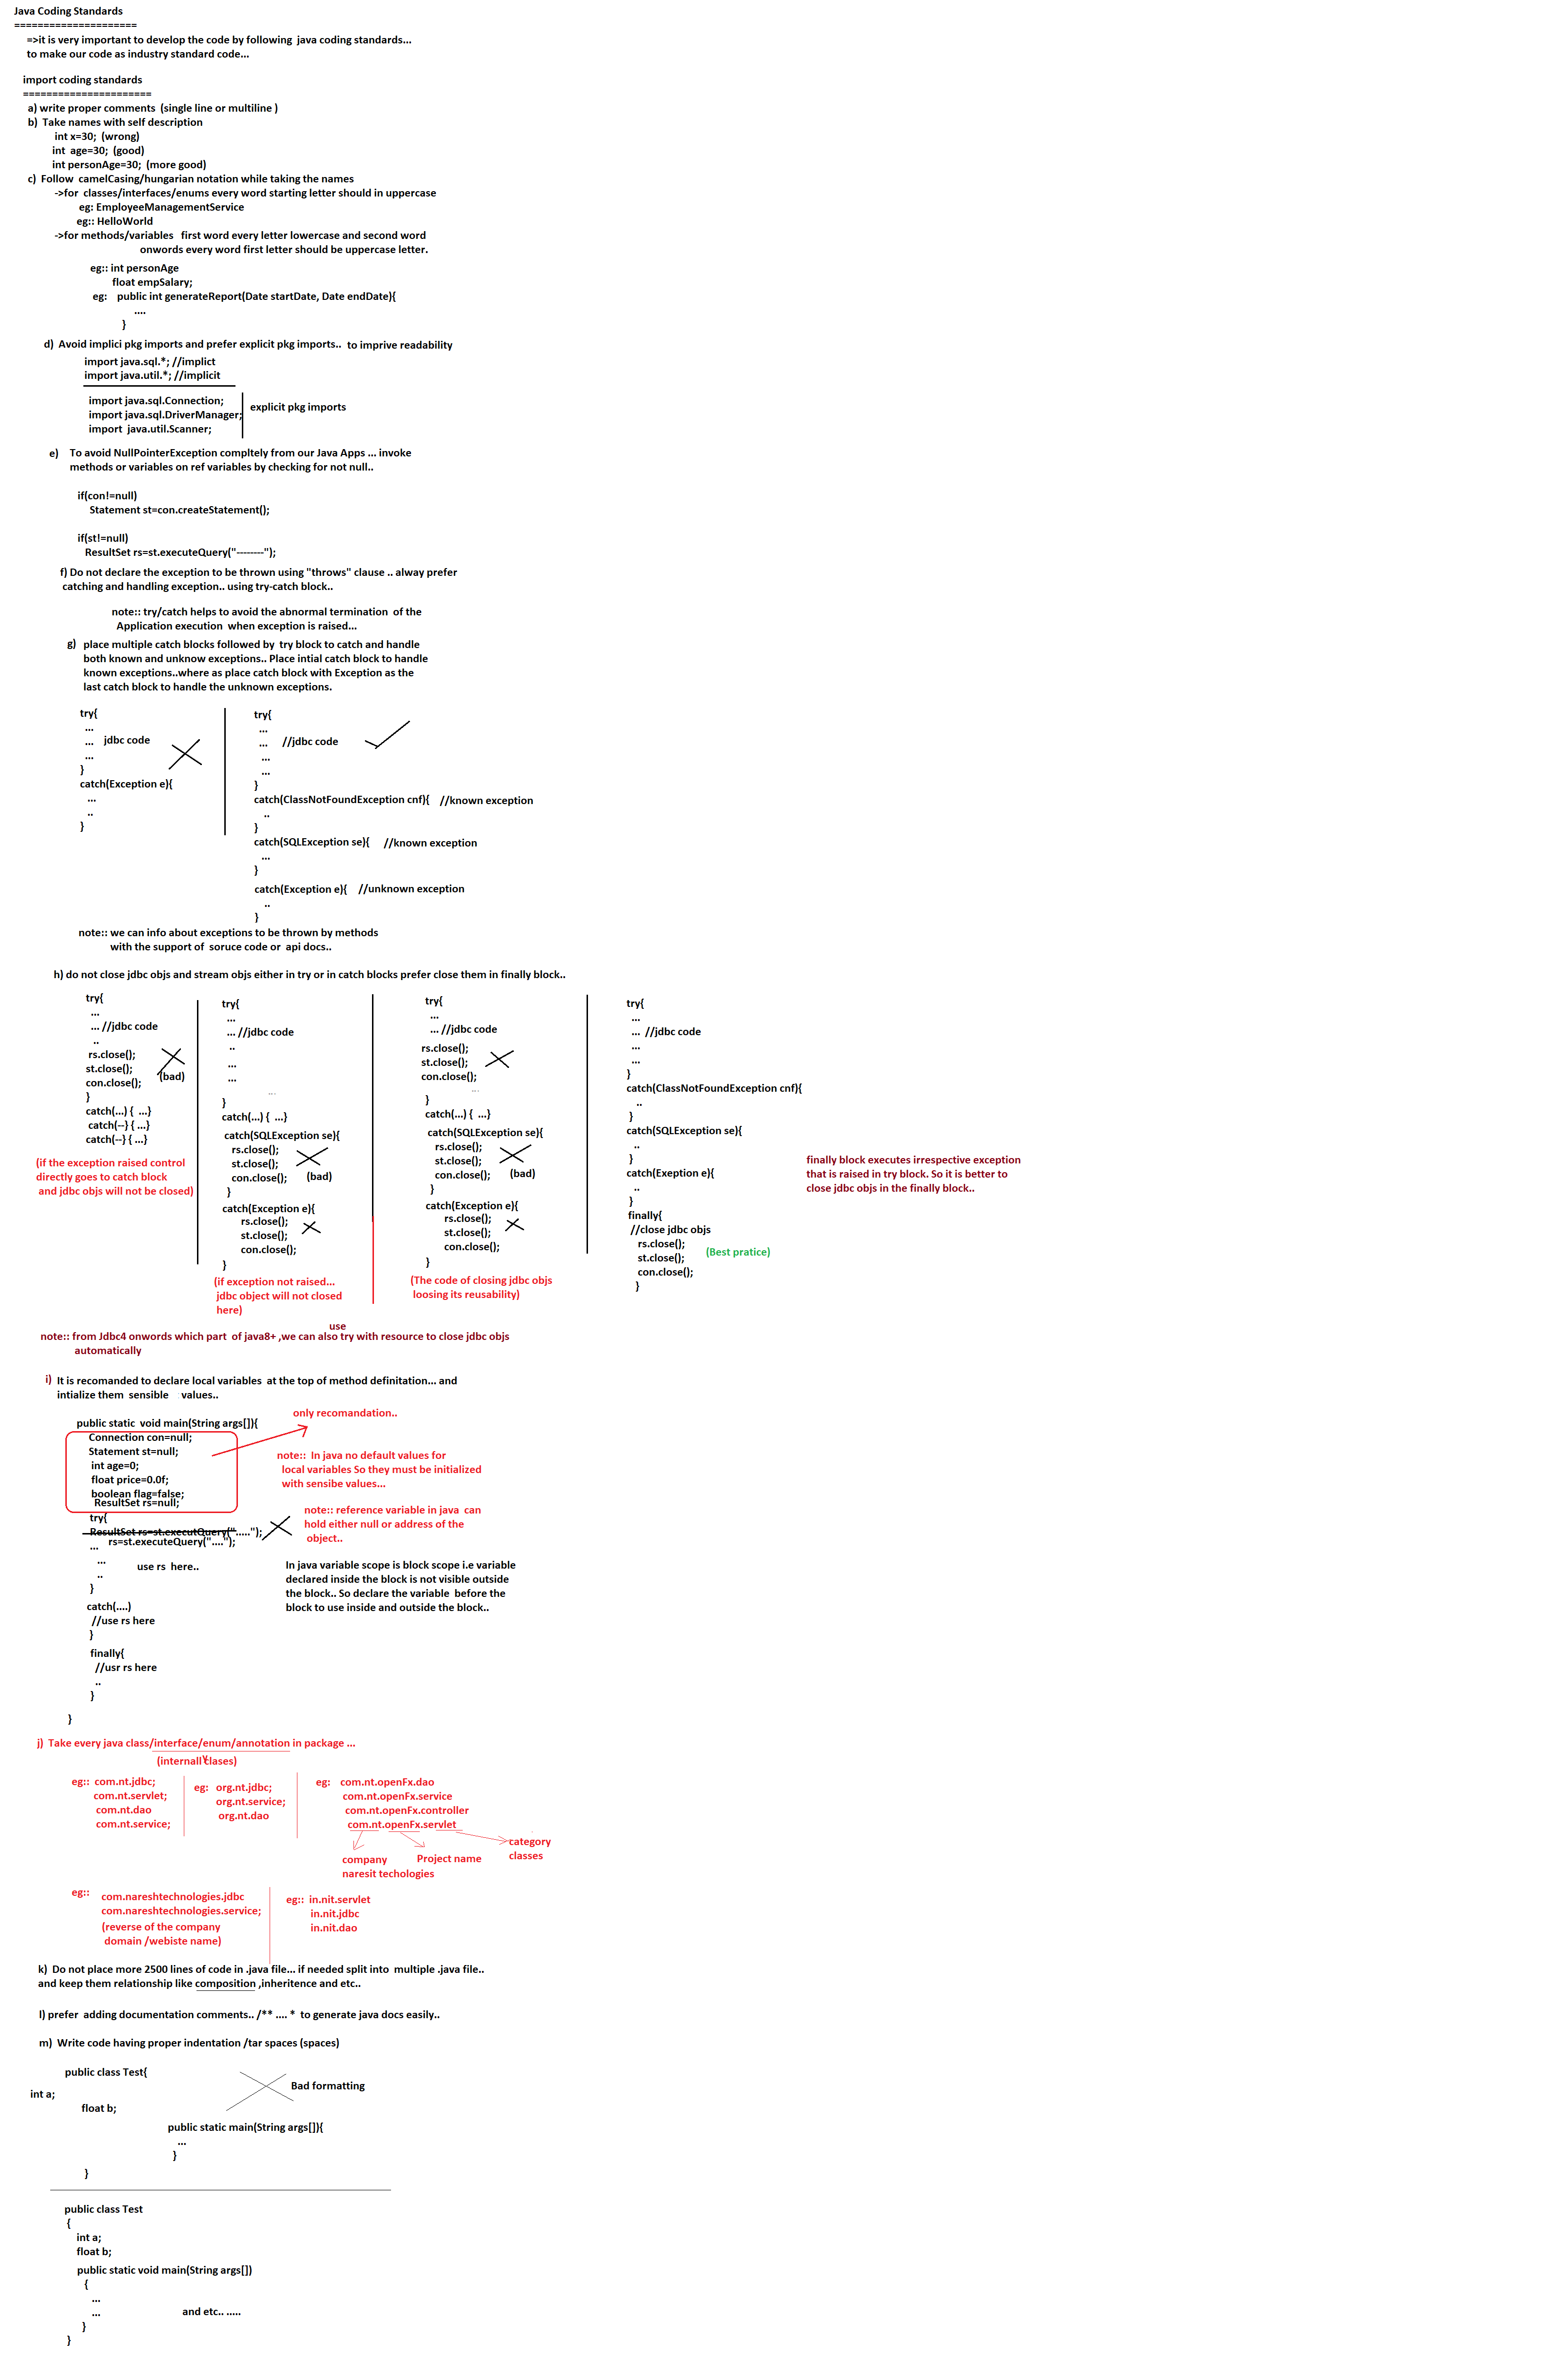 Java Coding Standards
=====================
=>it is very important to develop the code by following java coding standards...
to make our code as industry standard code...
import coding standards
======================
a) write proper comments (single line or multiline )
b) Take names with self description
int x=30; (wrong)
int age=30; (good)
int personAge=30; (more good)
c) Follow camelCasing/hungarian notation while taking the names
->for classes/interfaces/enums every word starting letter should in uppercase
eg: EmployeeManagementService
eg:: HelloWorld
->for methods/variables first word every letter lowercase and second word
onwords every word first letter should be uppercase letter.
eg:: int personAge
float empSalary;
eg: public int generateReport(Date startDate, Date endDate){
....
}
d) Avoid implici pkg imports and prefer explicit pkg imports.. to imprive readability
import java.sql.*; //implict
import java.util.*; //implicit
import java.sql.Connection;
import java.sql.DriverManager;
import java.util.Scanner;
explicit pkg imports
e) To avoid NullPointerException compltely from our Java Apps ... invoke
methods or variables on ref variables by checking for not null..
if(con!=null)
Statement st=con.createStatement();
if(st!=null)
ResultSet rs=st.executeQuery("--------");
f) Do not declare the exception to be thrown using "throws" clause .. alway prefer
catching and handling exception.. using try-catch block..
note:: try/catch helps to avoid the abnormal termination of the
Application execution when exception is raised...
g) place multiple catch blocks followed by try block to catch and handle
both known and unknow exceptions.. Place intial catch block to handle
known exceptions..where as place catch block with Exception as the
last catch block to handle the unknown exceptions.
try{
...
... jdbc code
...
}
catch(Exception e){
...
..
}
try{
...
... //jdbc code
...
...
}
catch(ClassNotFoundException cnf){ //known exception
..
}
catch(SQLException se){ //known exception
...
}
catch(Exception e){ //unknown exception
..
}
note:: we can info about exceptions to be thrown by methods
with the support of soruce code or api docs..
h) do not close jdbc objs and stream objs either in try or in catch blocks prefer close them in finally block..
try{
...
... //jdbc code
..
rs.close();
st.close();
con.close();
(bad)
}
catch(...) { ...}
catch(--} { ...}
catch(--} { ...}
(if the exception raised control
directly goes to catch block
and jdbc objs will not be closed)
try{
...
... //jdbc code
..
...
...
...
}
catch(...) { ...}
catch(SQLException se){
rs.close();
st.close();
con.close();
(bad)
}
catch(Exception e){
rs.close();
st.close();
con.close();
}
(if exception not raised...
jdbc object will not closed
here)
try{
...
... //jdbc code
rs.close();
st.close();
con.close();
...
}
catch(...) { ...}
catch(SQLException se){
rs.close();
st.close();
con.close();
(bad)
}
catch(Exception e){
rs.close();
st.close();
con.close();
}
(The code of closing jdbc objs
loosing its reusability)
try{
...
... //jdbc code
...
...
}
catch(ClassNotFoundException cnf){
..
}
catch(SQLException se){
..
}
catch(Exeption e){
..
}
finally{
//close jdbc objs
rs.close();
st.close();
con.close();
}
(Best pratice)
finally block executes irrespective exception
that is raised in try block. So it is better to
close jdbc objs in the finally block..
use
note:: from Jdbc4 onwords which part of java8+ ,we can also try with resource to close jdbc objs
automatically
i) It is recomanded to declare local variables at the top of method definitation... and
intialize them sensible values..
public static void main(String args[]){
Connection con=null;
Statement st=null;
int age=0;
float price=0.0f;
boolean flag=false;
ResultSet rs=null;
only recomandation..
note:: In java no default values for
local variables So they must be initialized
with sensibe values...
try{
ResultSet rs=st.executQuery(".....");
rs=st.executeQuery("....");
...
...
..
use rs here..
}
note:: reference variable in java can
hold either null or address of the
object..
In java variable scope is block scope i.e variable
declared inside the block is not visible outside
the block.. So declare the variable before the
block to use inside and outside the block..
catch(....)
//use rs here
}
finally{
//usr rs here
..
}
}
j) Take every java class/interface/enum/annotation in package ...
(internally clases)
eg:: com.nt.jdbc;
com.nt.servlet;
com.nt.dao
com.nt.service;
eg: org.nt.jdbc;
org.nt.service;
org.nt.dao
eg: com.nt.openFx.dao
com.nt.openFx.service
com.nt.openFx.controller
com.nt.openFx.servlet
company
naresit techologies
Project name
category
classes
eg::
com.nareshtechnologies.jdbc
com.nareshtechnologies.service;
(reverse of the company
domain /webiste name)
eg:: in.nit.servlet
in.nit.jdbc
in.nit.dao
k) Do not place more 2500 lines of code in .java file... if needed split into multiple .java file..
and keep them relationship like composition ,inheritence and etc..
l) prefer adding documentation comments.. /** .... * to generate java docs easily..
m) Write code having proper indentation /tar spaces (spaces)
public class Test{
int a;
float b;
public static main(String args[]){
...
}
}
Bad formatting
public class Test
{
int a;
float b;
public static void main(String args[])
{
...
...
}
}
and etc.. .....